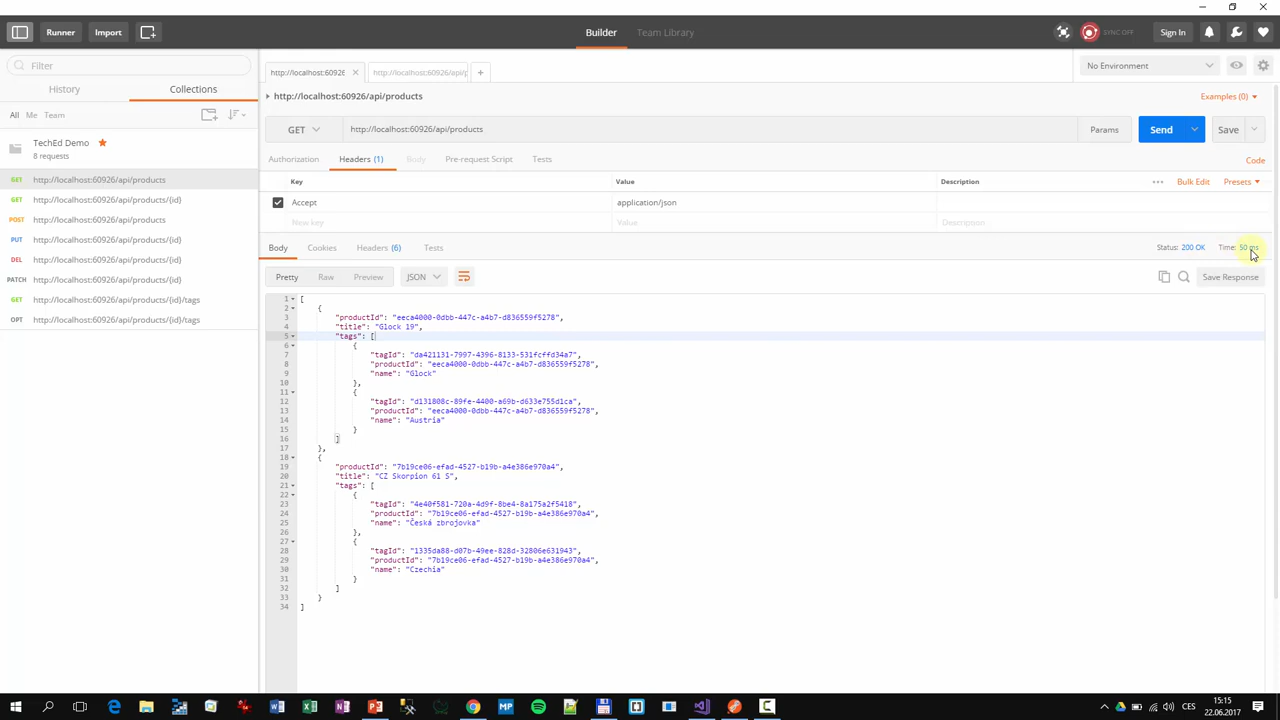 Runner
Import
Builder
Team Library
SYNC OFF
Sign In
Filter
History
Collections
All
Me
Team
TechEd Demo
8 requests
GET http://localhost:60926/api/products
GET http://localhost:60926/api/products/{id}
POST http://localhost:60926/api/products
PUT http://localhost:60926/api/products/{id}
DEL http://localhost:60926/api/products/{id}
PATCH http://localhost:60926/api/products/{id}
GET http://localhost:60926/api/products/{id}/tags
OPT http://localhost:60926/api/products/{id}/tags
http://localhost:60926
http://localhost:60926/api/p
No Environment
http://localhost:60926/api/products
Examples (0)
GET
http://localhost:60926/api/products
Params
Send
Save
Authorization
Headers (1)
Body
Pre-request Script
Tests
Code
Key
Value
Description
Bulk Edit
Presets
Accept
application/json
New key
Value
Description
Body
Cookies
Headers (6)
Tests
Status: 200 OK
Time: 50 ms
Pretty
Raw
Preview
JSON
Save Response
1 [
2 {
3 "productId": "eeca4000-0dbb-447c-a4b7-d836559f5278",
4 "title": "Glock 19",
5 "tags": [
6 {
7 "tagId": "da421131-7997-4396-8133-531fcffd34a7",
8 "productId": "eeca4000-0dbb-447c-a4b7-d836559f5278",
9 "name": "Glock"
10 },
11 {
12 "tagId": "d131808c-89fe-4400-a69b-d633e755d1ca",
13 "productId": "eeca4000-0dbb-447c-a4b7-d836559f5278",
14 "name": "Austria"
15 }
16 ]
17 },
18 {
19 "productId": "7b19ce06-efad-4527-b19b-a4e386e970a4",
20 "title": "CZ Skorpion 61 S",
21 "tags": [
22 {
23 "tagId": "4e40f581-720a-4d9f-8be4-8a175a2f5418",
24 "productId": "7b19ce06-efad-4527-b19b-a4e386e970a4",
25 "name": "Česká zbrojovka"
26 },
27 {
28 "tagId": "1335da88-d07b-49ee-828d-32806e631943",
29 "productId": "7b19ce06-efad-4527-b19b-a4e386e970a4",
30 "name": "Czechia"
31 }
32 ]
33 }
34 ]
CES
15:15
22.06.2017